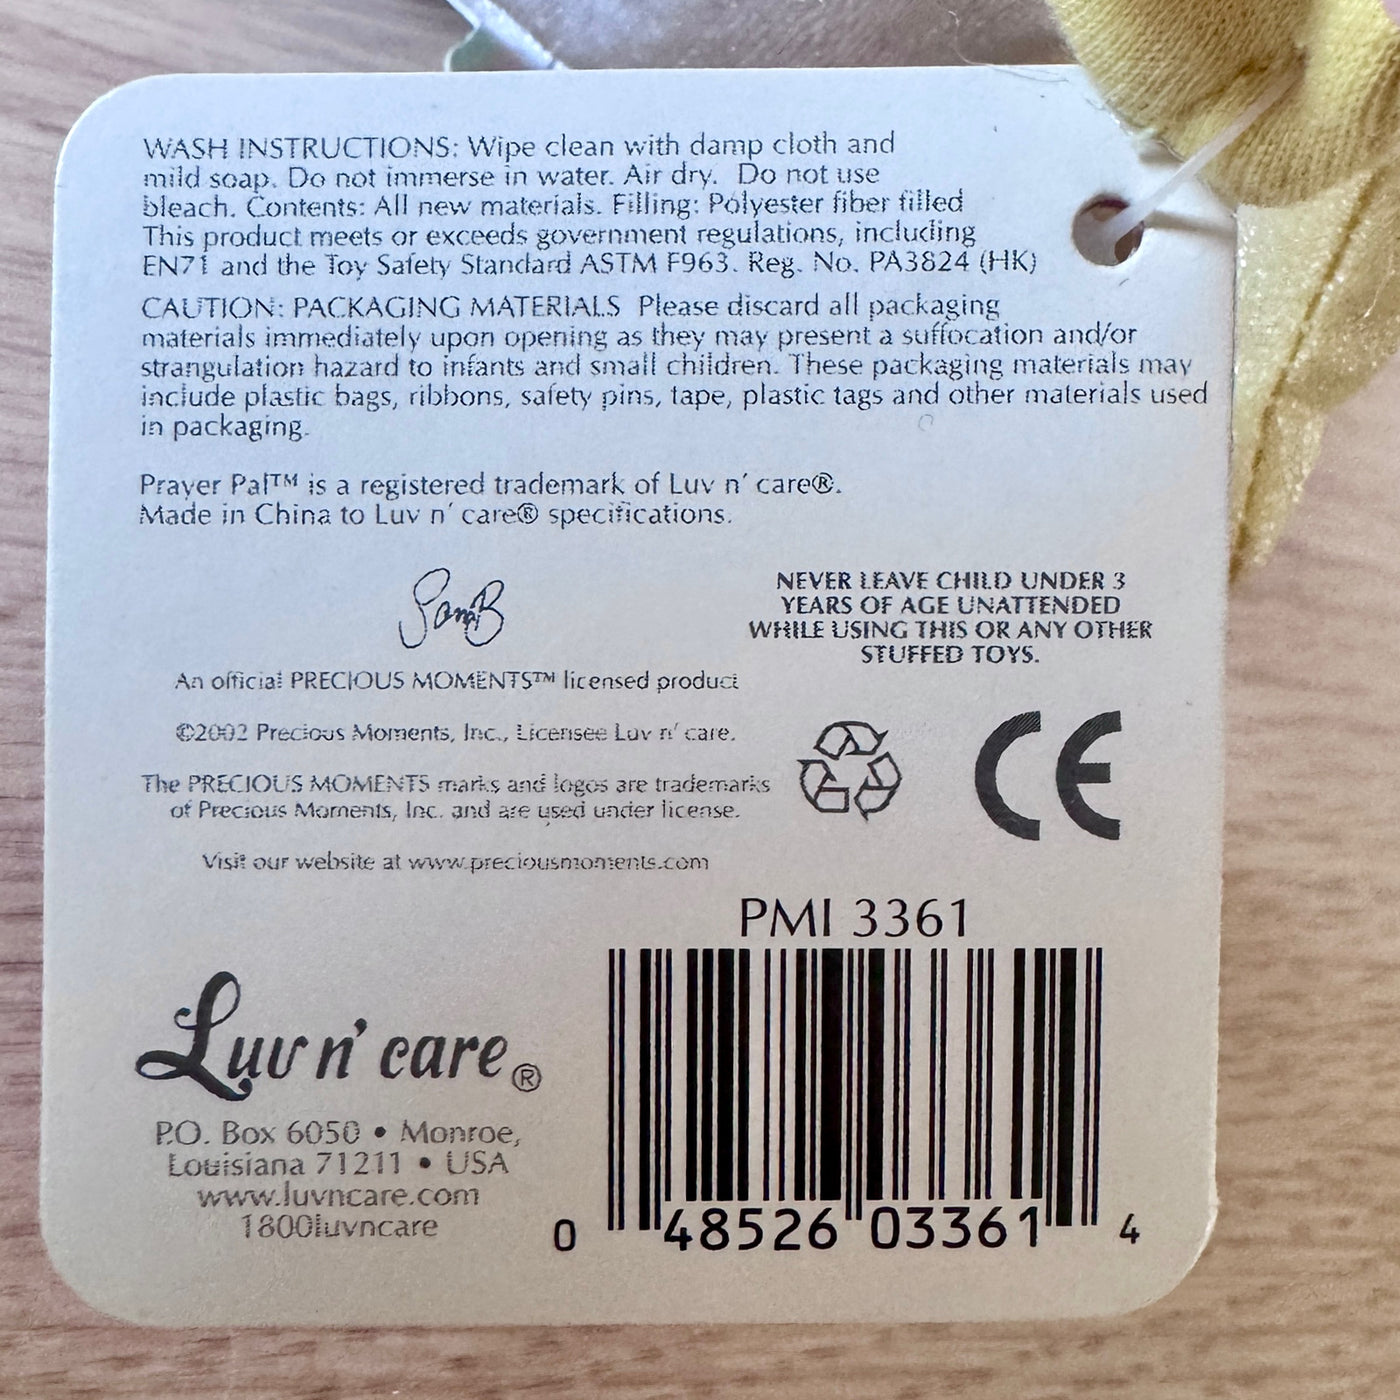 WASH INSTRUCTIONS: Wipe clean with damp cloth and
mild soap. Do not immerse in water. Air dry. Do not use
bleach. Contents: All new materials. Filling: Polyester fiber filled
This product meets or exceeds government regulations, including
EN71 and the Toy Safety Standard ASTM F963. Reg. No. PA3824 (HK)
CAUTION: PACKAGING MATERIALS Please discard all packaging
materials immediately upon opening as they may present a suffocation and/or
strangulation hazard to infants and small children. These packaging materials may
include plastic bags, ribbons, safety pins, tape, plastic tags and other materials used
in packaging.
Prayer Pal™ is a registered trademark of Luv n' care®.
Made in China to Luv n' care® specifications.
SamB
An official PRECIOUS MOMENTS™ licensed product
©2002 Precious Moments, Inc., Licensee Luv n' care.
The PRECIOUS MOMENTS marks and logos are trademarks
of Precious Moments, Inc. and are used under license.
Visit our website at www.preciousmoments.com
NEVER LEAVE CHILD UNDER 3
YEARS OF AGE UNATTENDED
WHILE USING THIS OR ANY OTHER
STUFFED TOYS.
CE
PMI 3361
Luv n' care®
P.O. Box 6050 • Monroe,
Louisiana 71211 • USA
www.luvncare.com
1800luvncare
0 48526 03361 4